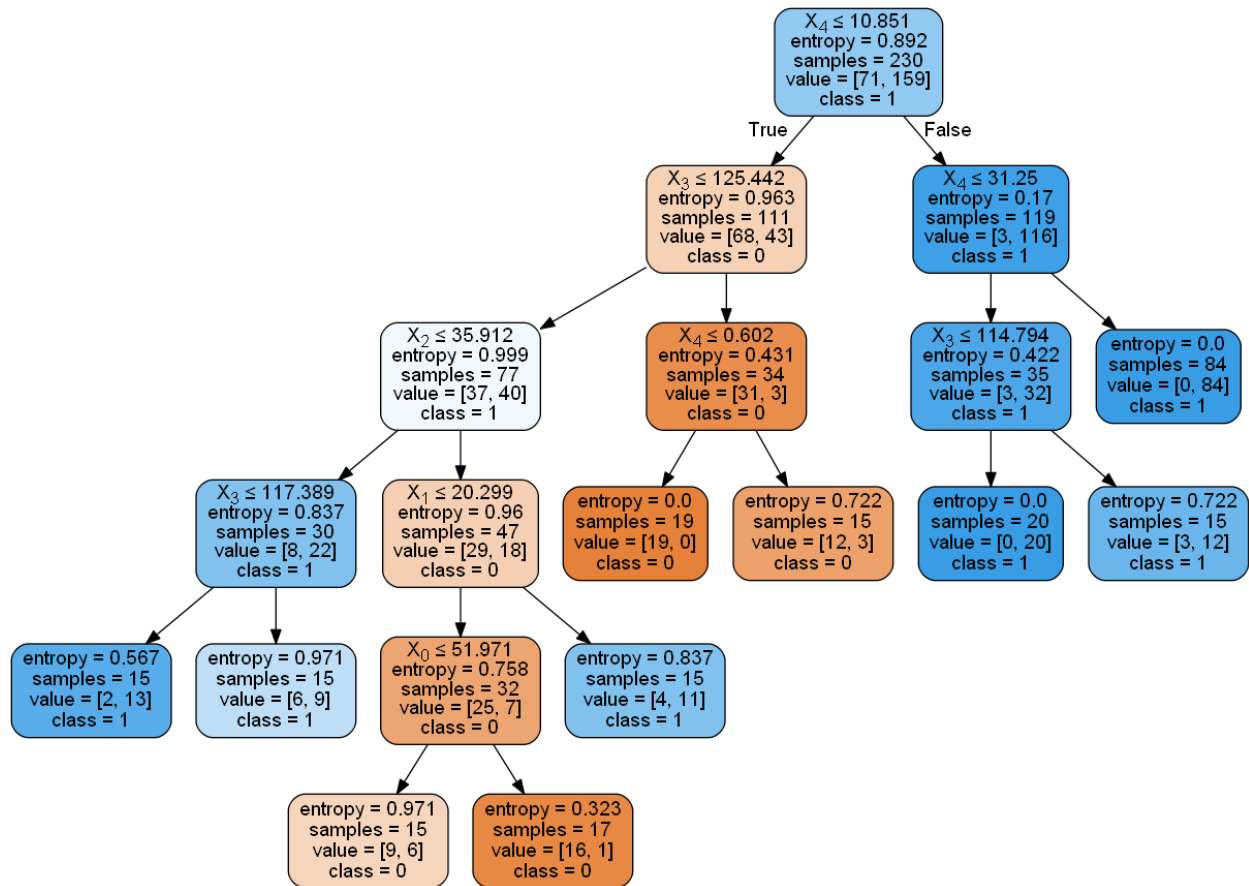 X₄ ≤ 10.851
entropy = 0.892
samples = 230
value = [71, 159]
class = 1
True
False
X₃ ≤ 125.442
entropy = 0.963
samples = 111
value = [68, 43]
class = 0
X₄ ≤ 31.25
entropy = 0.17
samples = 119
value = [3, 116]
class = 1
X₂ ≤ 35.912
entropy = 0.999
samples = 77
value = [37, 40]
class = 1
X₄ ≤ 0.602
entropy = 0.431
samples = 34
value = [31, 3]
class = 0
X₃ ≤ 114.794
entropy = 0.422
samples = 35
value = [3, 32]
class = 1
entropy = 0.0
samples = 84
value = [0, 84]
class = 1
X₃ ≤ 117.389
entropy = 0.837
samples = 30
value = [8, 22]
class = 1
X₁ ≤ 20.299
entropy = 0.96
samples = 47
value = [29, 18]
class = 0
entropy = 0.0
samples = 19
value = [19, 0]
class = 0
entropy = 0.722
samples = 15
value = [12, 3]
class = 0
entropy = 0.0
samples = 20
value = [0, 20]
class = 1
entropy = 0.722
samples = 15
value = [3, 12]
class = 1
entropy = 0.567
samples = 15
value = [2, 13]
class = 1
entropy = 0.971
samples = 15
value = [6, 9]
class = 1
X₀ ≤ 51.971
entropy = 0.758
samples = 32
value = [25, 7]
class = 0
entropy = 0.837
samples = 15
value = [4, 11]
class = 1
entropy = 0.971
samples = 15
value = [9, 6]
class = 0
entropy = 0.323
samples = 17
value = [16, 1]
class = 0